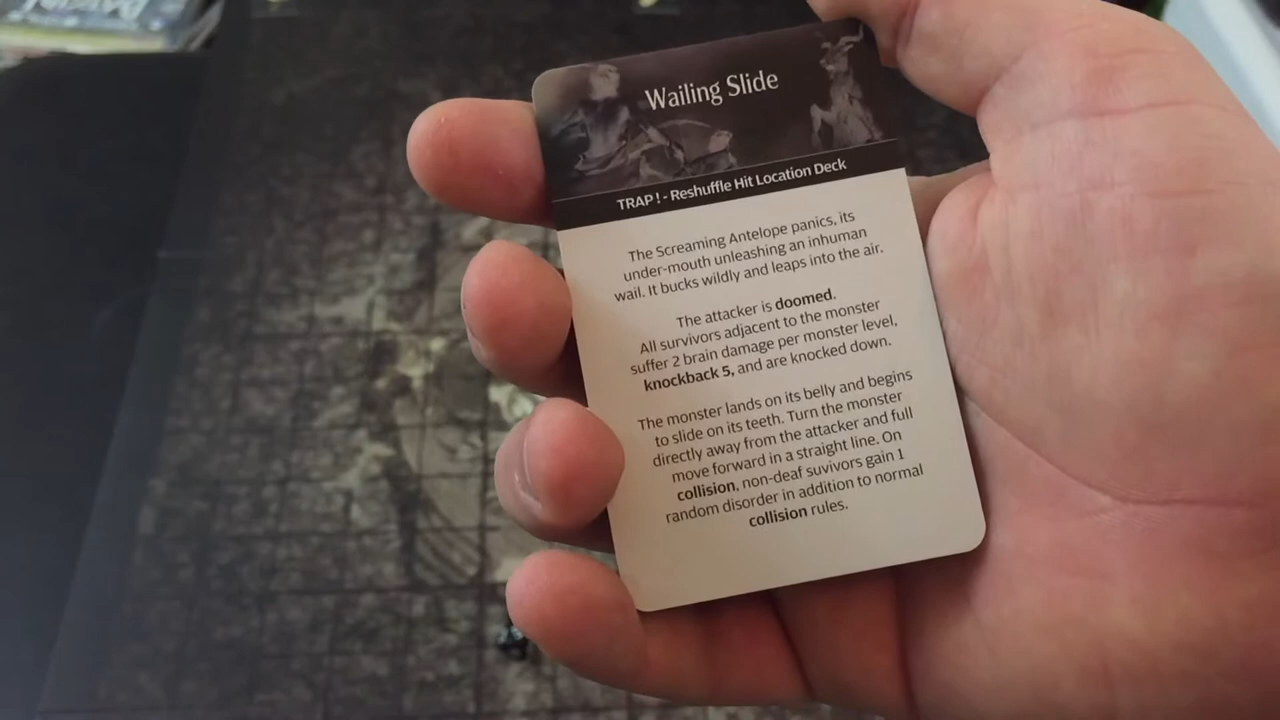 Wailing Slide
TRAP! - Reshuffle Hit Location Deck
The Screaming Antelope panics, its
under-mouth unleashing an inhuman
wail. It bucks wildly and leaps into the air.
The attacker is doomed.
All survivors adjacent to the monster
suffer 2 brain damage per monster level,
knockback 5, and are knocked down.
The monster lands on its belly and begins
to slide on its teeth. Turn the monster
directly away from the attacker and full
move forward in a straight line. On
collision, non-deaf suvivors gain 1
random disorder in addition to normal
collision rules.